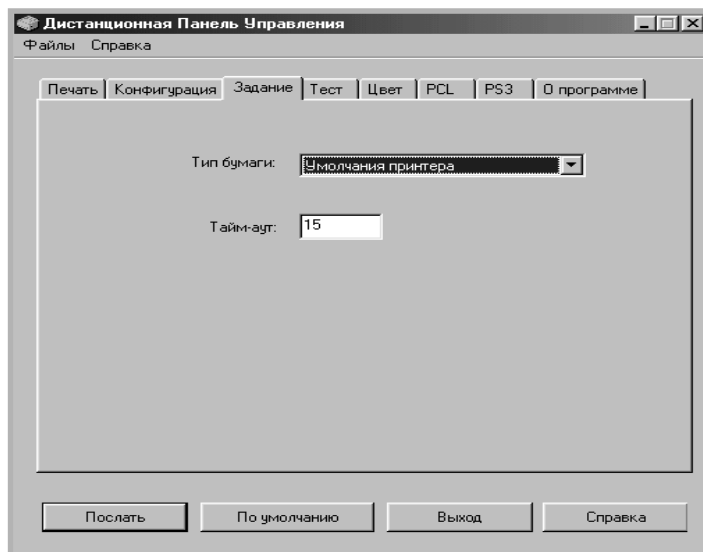 Дистанционная Панель Управления
Файлы Справка
Печать Конфигурация Задание Тест Цвет PCL PS3 О программе
Тип бумаги: Умолчания принтера
Тайм-аут: 15
Послать По умолчанию Выход Справка